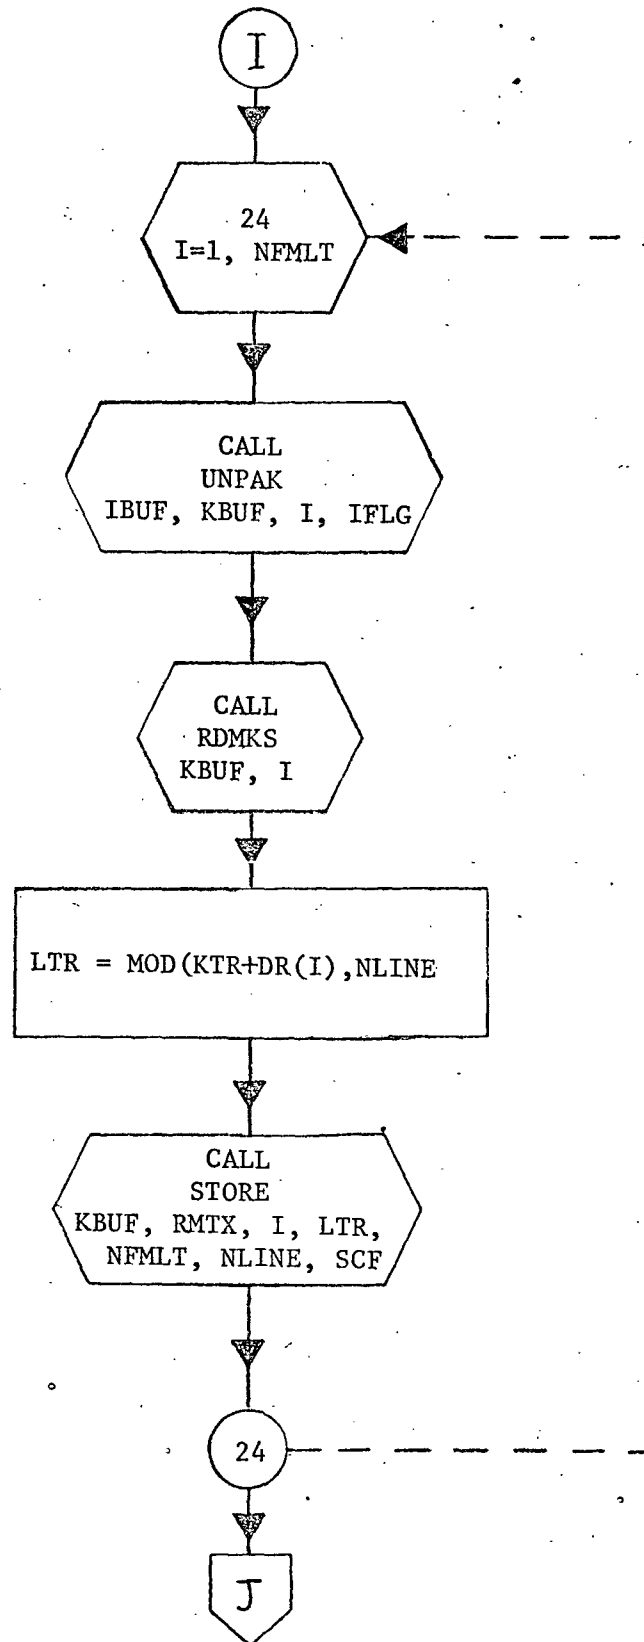 I
24
I=1, NFMLT
CALL
UNPAK
IBUF, KBUF, I, IFLG
CALL
RDMKS
KBUF, I
LTR = MOD(KTR+DR(I),NLINE
CALL
STORE
KBUF, RMTX, I, LTR,
NFMLT, NLINE, SCF
24
J